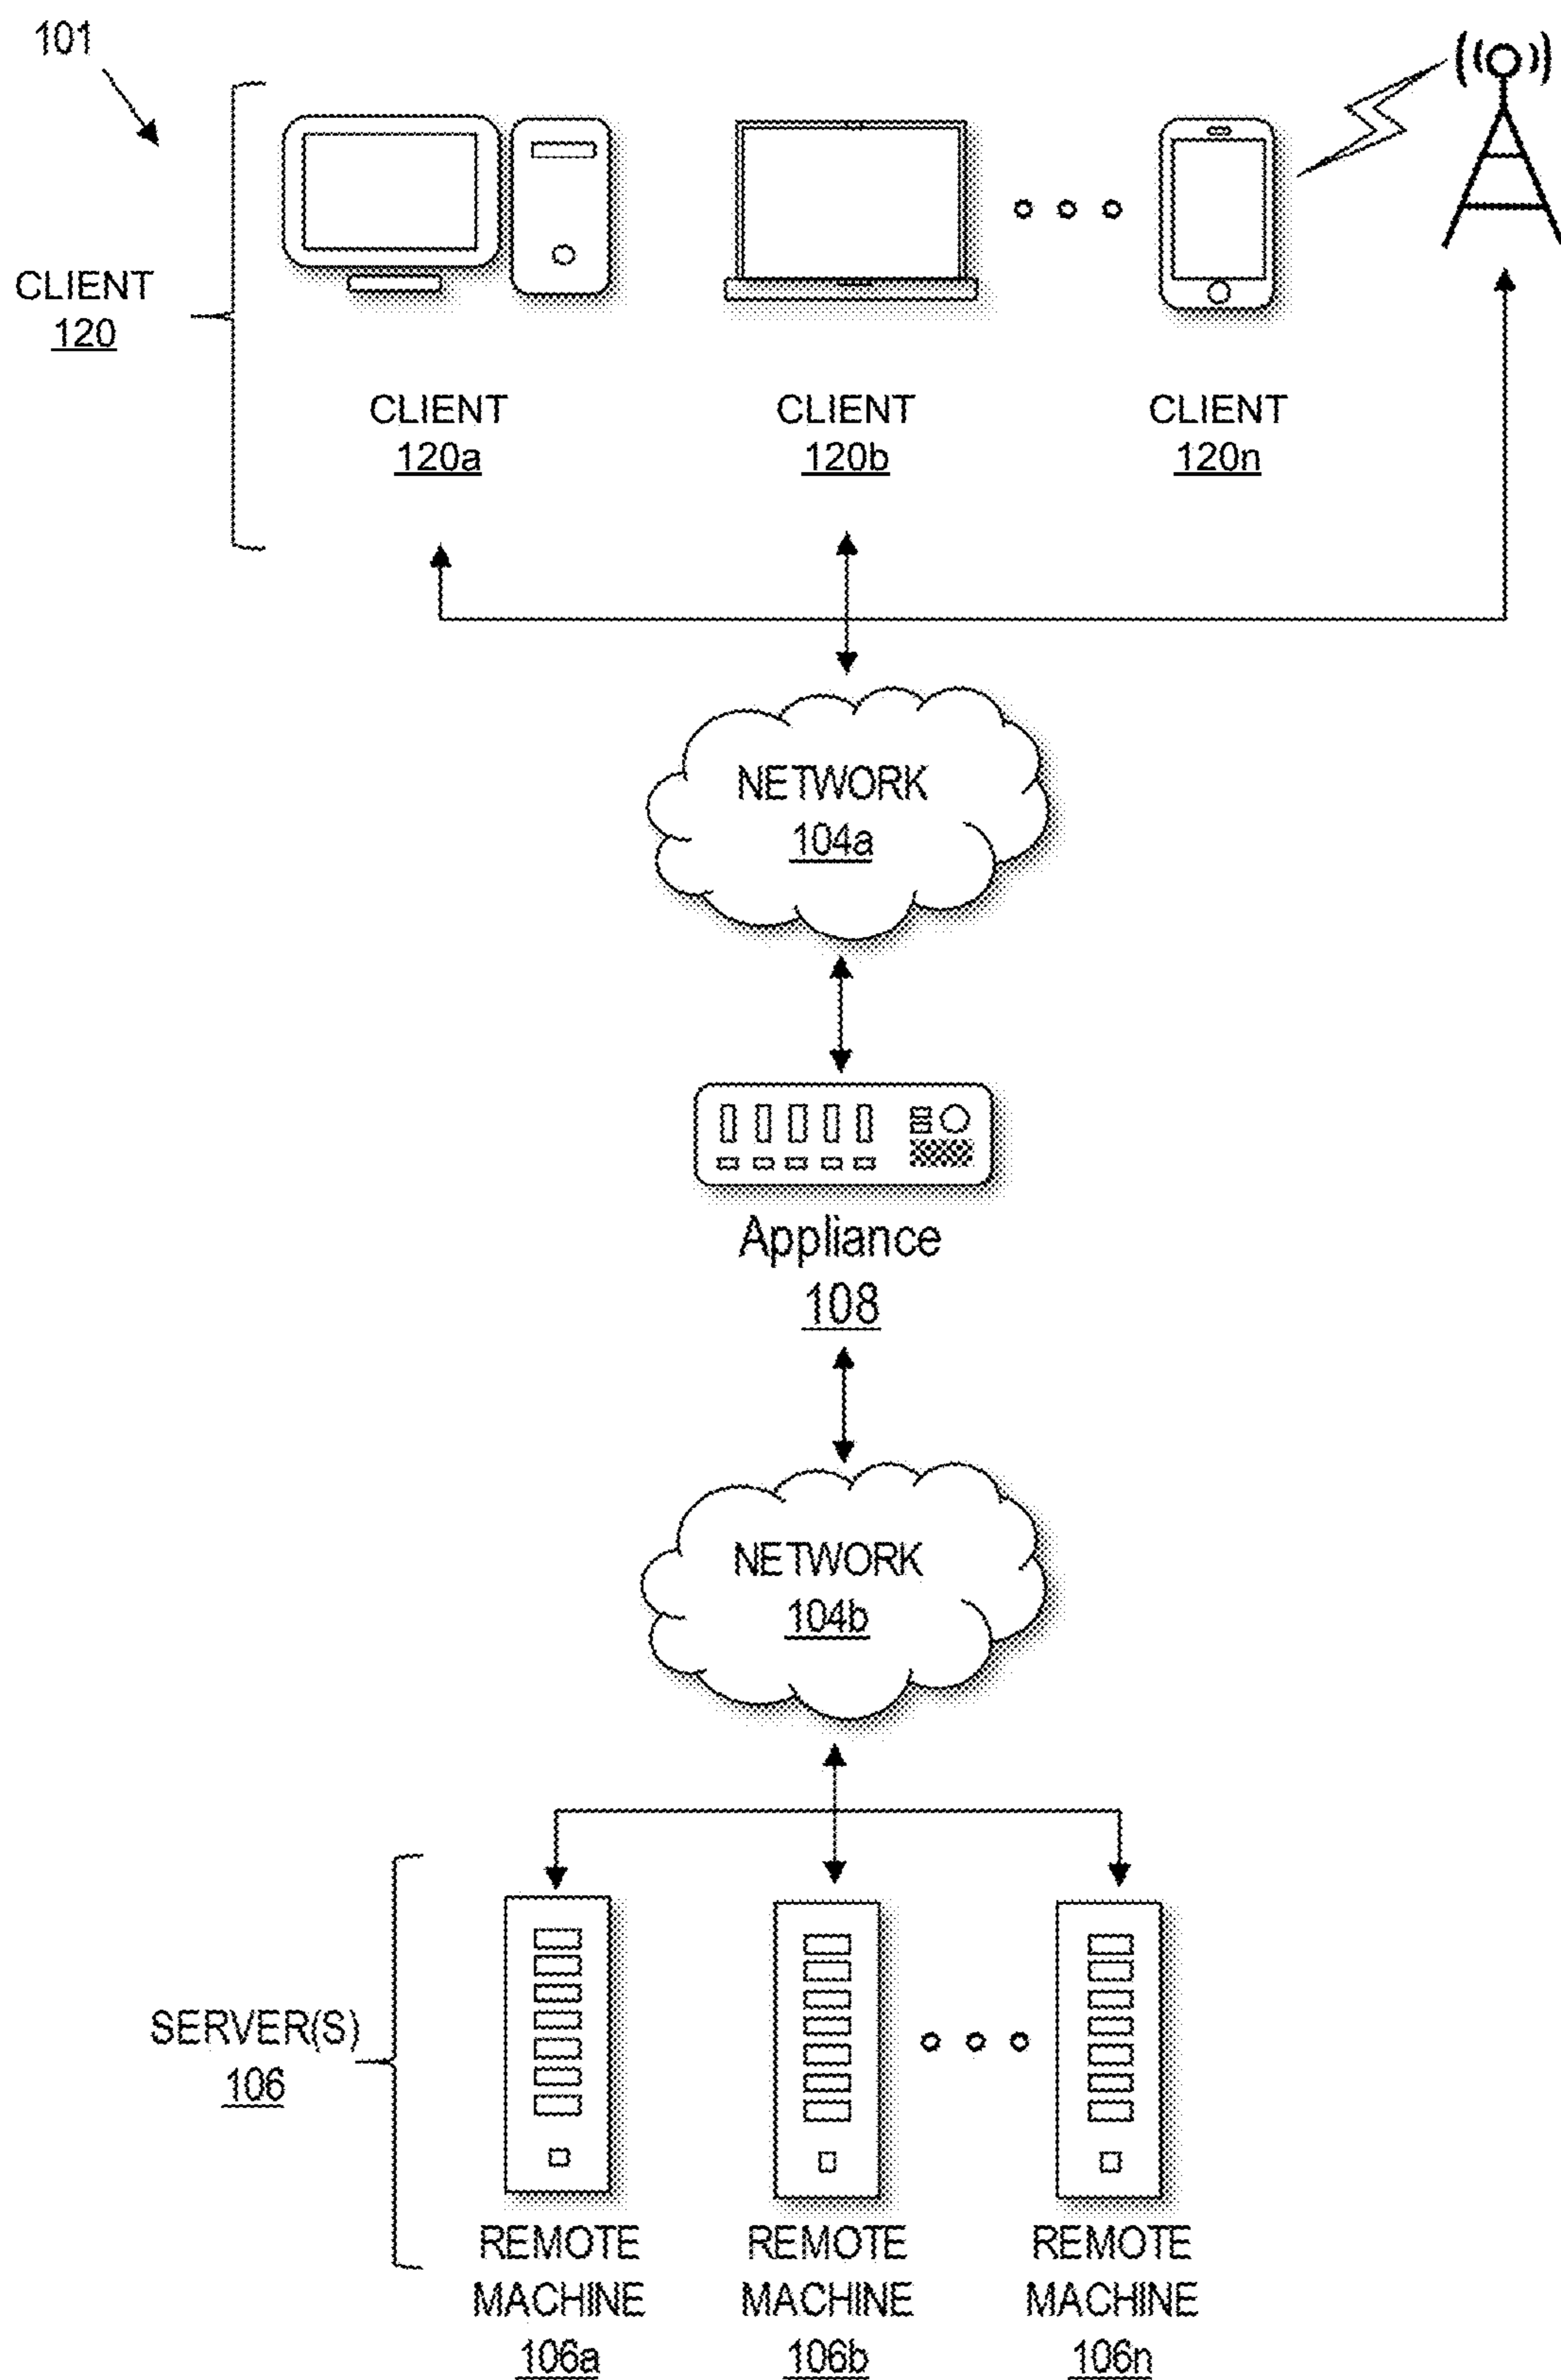 101
CLIENT
120
CLIENT
120a
CLIENT
120b
CLIENT
120n
NETWORK
104a
Appliance
108
NETWORK
104b
SERVER(S)
106
REMOTE
MACHINE
106a
REMOTE
MACHINE
106b
REMOTE
MACHINE
106n